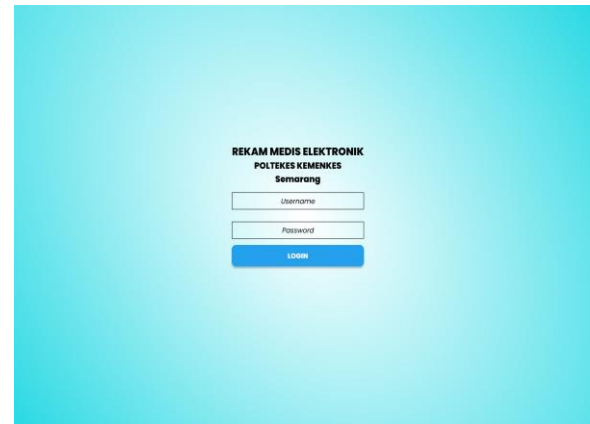 REKAM MEDIS ELEKTRONIK
POLTEKES KEMENKES
Semarang
Username
Password
LOGIN